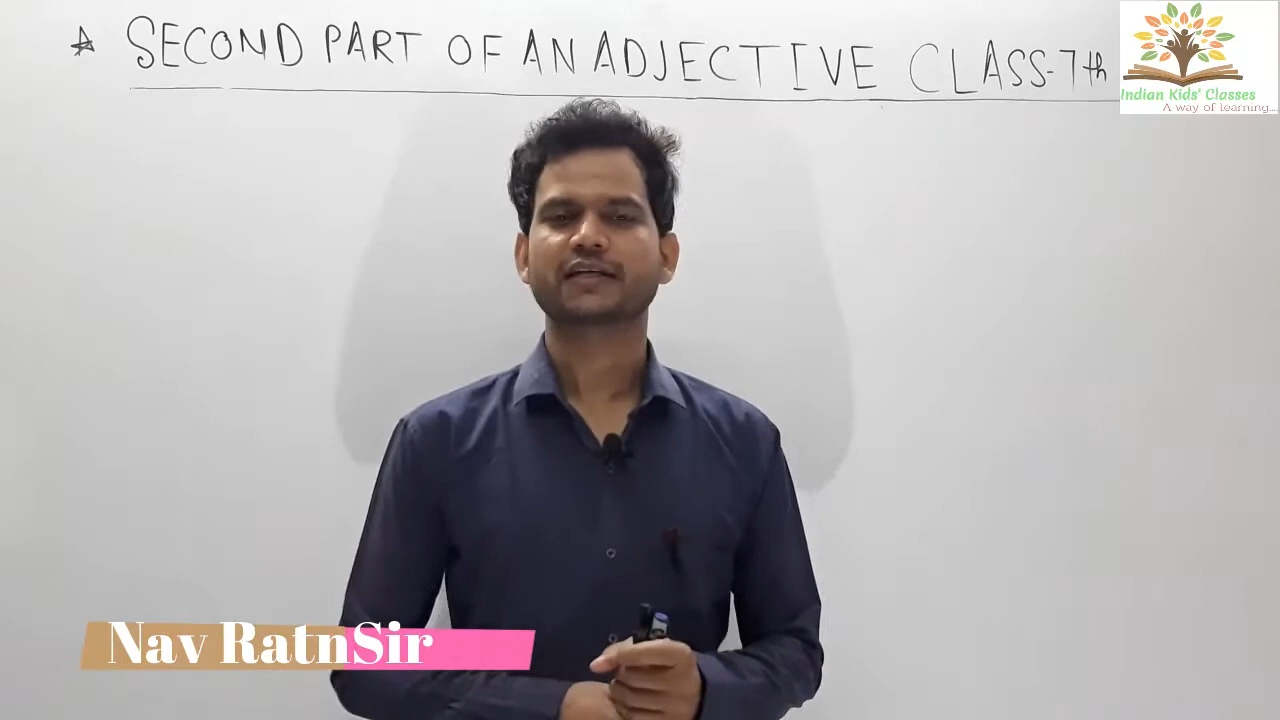 ☆ SECOND PART OF AN ADJECTIVE CLASS-7th
Indian Kids' Classes
A way of learning...
Nav RatnSir